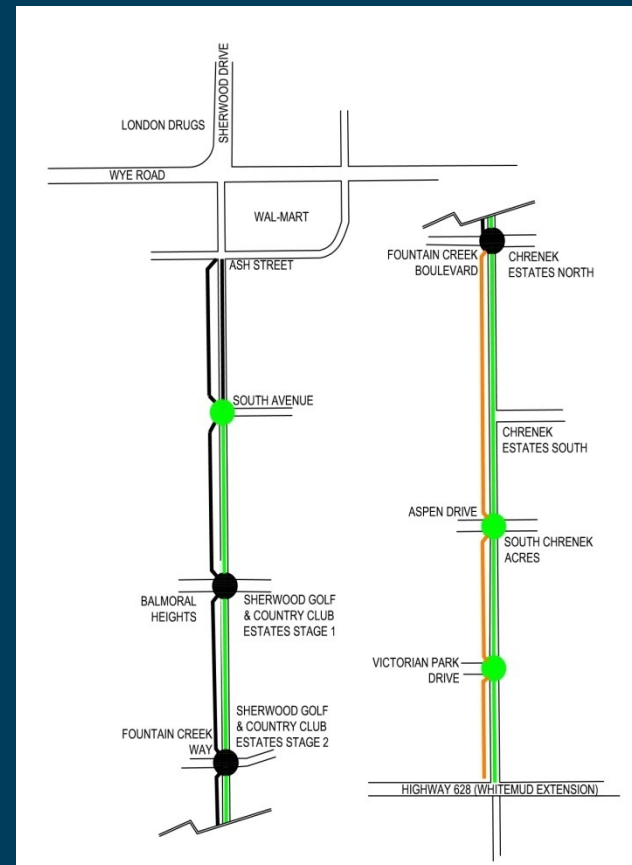 SHERWOOD DRIVE
LONDON DRUGS
WYE ROAD
WAL-MART
ASH STREET
SOUTH AVENUE
BALMORAL
HEIGHTS
SHERWOOD GOLF
& COUNTRY CLUB
ESTATES STAGE 1
SHERWOOD GOLF
& COUNTRY CLUB
ESTATES STAGE 2
FOUNTAIN CREEK
WAY
FOUNTAIN CREEK
BOULEVARD
CHRENEK
ESTATES NORTH
CHRENEK
ESTATES SOUTH
ASPEN DRIVE
SOUTH CHRENEK
ACRES
VICTORIAN PARK
DRIVE
HIGHWAY 628 (WHITEMUD EXTENSION)